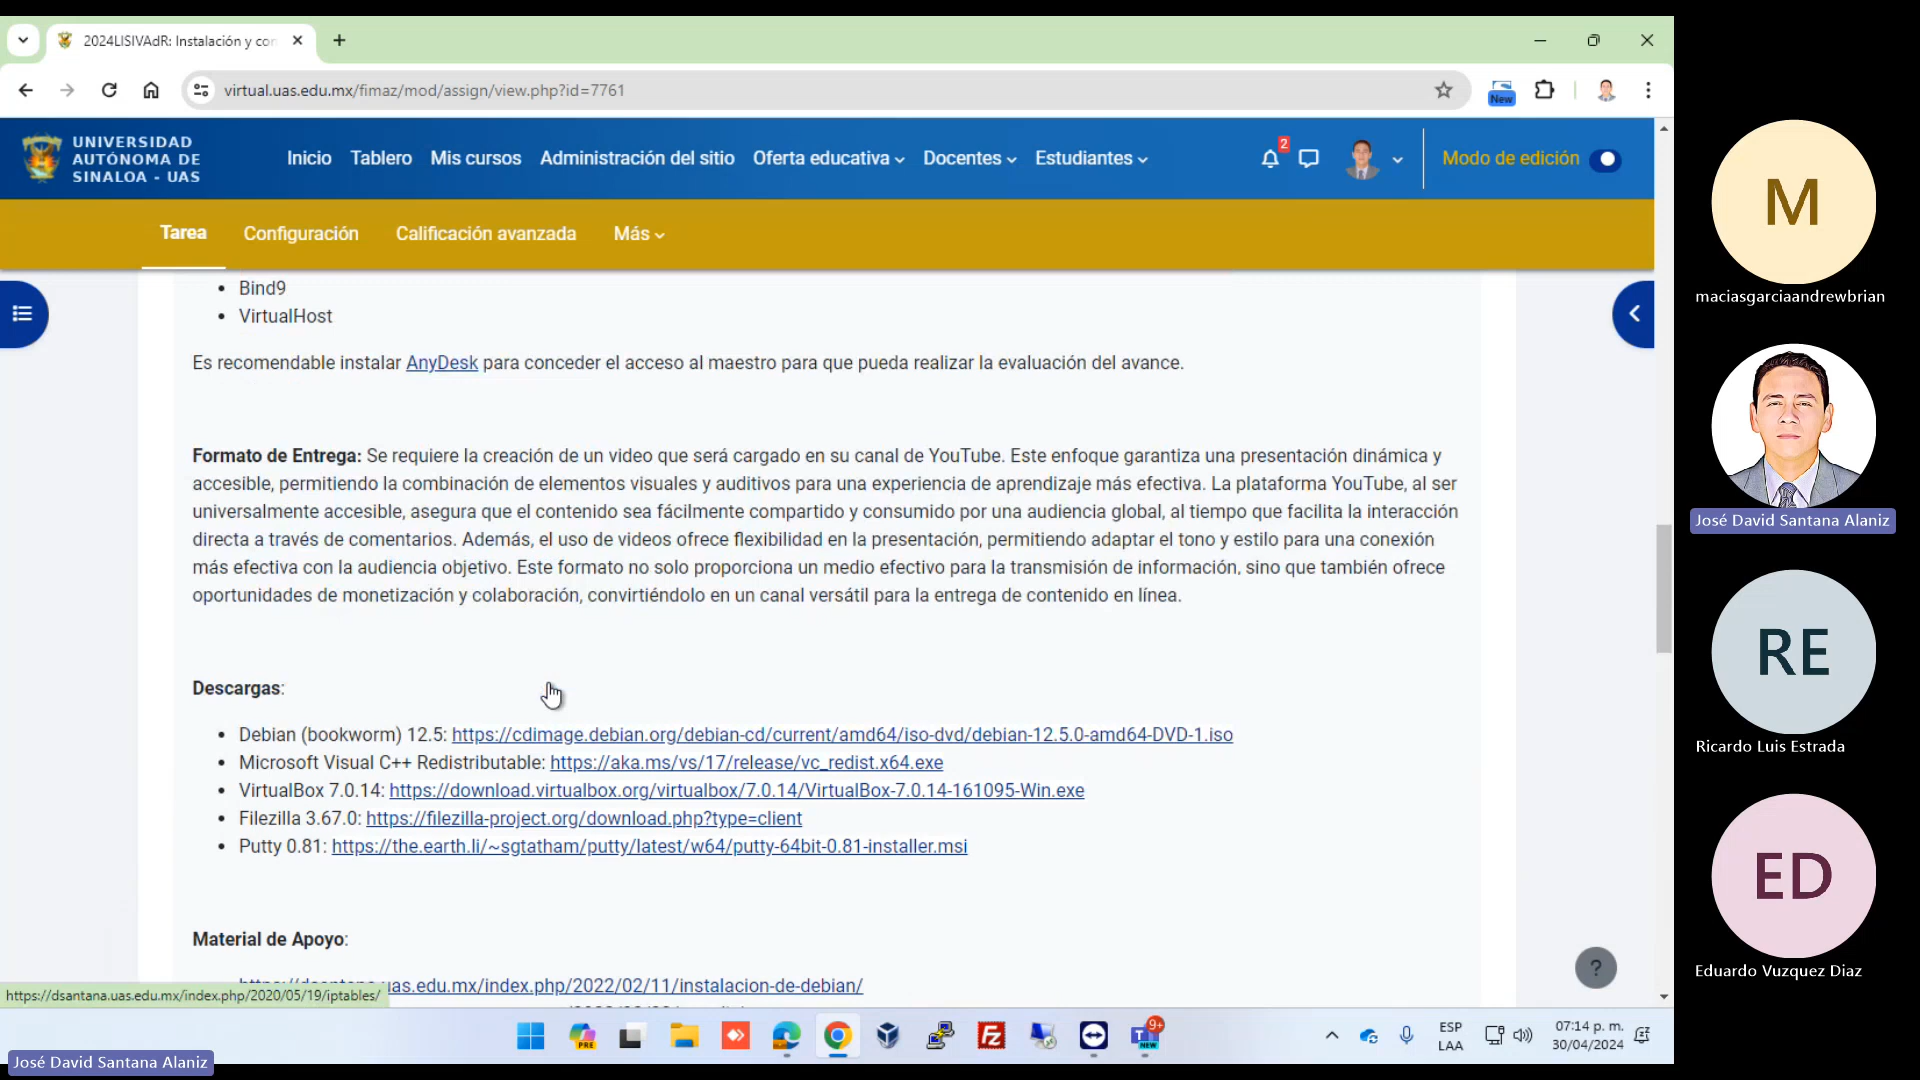 2024LISIVAdR: Instalación y con
virtual.uas.edu.mx/fimaz/mod/assign/view.php?id=7761
New
UNIVERSIDAD
AUTÓNOMA DE
SINALOA - UAS
Inicio Tablero Mis cursos Administración del sitio Oferta educativa Docentes Estudiantes
2
Modo de edición
Tarea Configuración Calificación avanzada Más
Bind9
VirtualHost
Es recomendable instalar AnyDesk para conceder el acceso al maestro para que pueda realizar la evaluación del avance.
Formato de Entrega: Se requiere la creación de un video que será cargado en su canal de YouTube. Este enfoque garantiza una presentación dinámica y
accesible, permitiendo la combinación de elementos visuales y auditivos para una experiencia de aprendizaje más efectiva. La plataforma YouTube, al ser
universalmente accesible, asegura que el contenido sea fácilmente compartido y consumido por una audiencia global, al tiempo que facilita la interacción
directa a través de comentarios. Además, el uso de videos ofrece flexibilidad en la presentación, permitiendo adaptar el tono y estilo para una conexión
más efectiva con la audiencia objetivo. Este formato no solo proporciona un medio efectivo para la transmisión de información, sino que también ofrece
oportunidades de monetización y colaboración, convirtiéndolo en un canal versátil para la entrega de contenido en línea.
Descargas:
Debian (bookworm) 12.5: https://cdimage.debian.org/debian-cd/current/amd64/iso-dvd/debian-12.5.0-amd64-DVD-1.iso
Microsoft Visual C++ Redistributable: https://aka.ms/vs/17/release/vc_redist.x64.exe
VirtualBox 7.0.14: https://download.virtualbox.org/virtualbox/7.0.14/VirtualBox-7.0.14-161095-Win.exe
Filezilla 3.67.0: https://filezilla-project.org/download.php?type=client
Putty 0.81: https://the.earth.li/~sgtatham/putty/latest/w64/putty-64bit-0.81-installer.msi
Material de Apoyo:
https://dsantana.uas.edu.mx/index.php/2022/02/11/instalacion-de-debian/
?
https://dsantana.uas.edu.mx/index.php/2020/05/19/iptables/
PRE
9+
NEW
ESP
LAA
07:14 p. m.
30/04/2024
José David Santana Alaniz
M
maciasgarciaandrewbrian
José David Santana Alaniz
RE
Ricardo Luis Estrada
ED
Eduardo Vuzquez Diaz